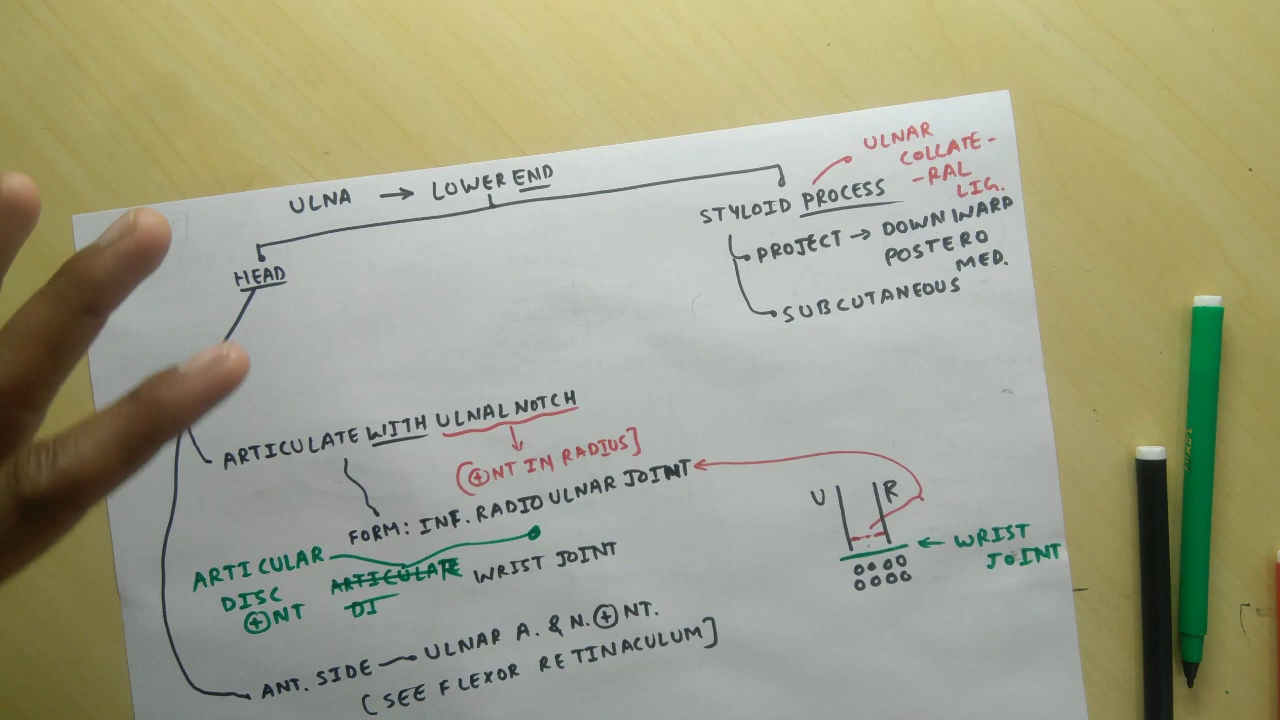 ULNA → LOWER END
HEAD
STYLOID PROCESS
ULNAR
COLLATE-
-RAL
LIG.
PROJECT → DOWNWARD
POSTERO
MED.
SUBCUTANEOUS
ARTICULATE WITH ULNAL NOTCH
(⊕NT IN RADIUS]
FORM: INF. RADIO ULNAR JOINT
ARTICULAR
DISC
⊕NT
ARTICULATE
DI
WRIST JOINT
ANT. SIDE — ULNAR A. & N. ⊕NT.
(SEE FLEXOR RETINACULUM]
U R
← WRIST
JOINT